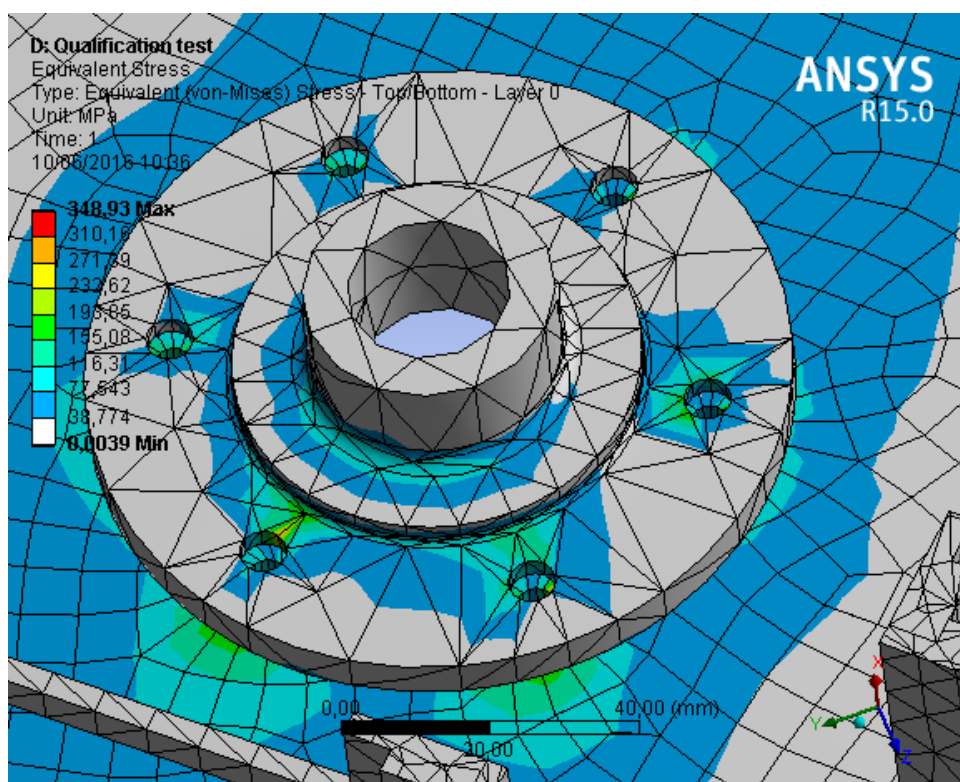 D: Qualification test
Equivalent Stress
Type: Equivalent (von-Mises) Stress - Top/Bottom - Layer 0
Unit: MPa
Time: 1
10/06/2016 10:36
ANSYS
R15.0
348,93 Max
310,16
271,39
232,62
193,85
155,08
116,31
77,543
38,774
0,0039 Min
0,00
40,00 (mm)
20,00
X
Y
Z